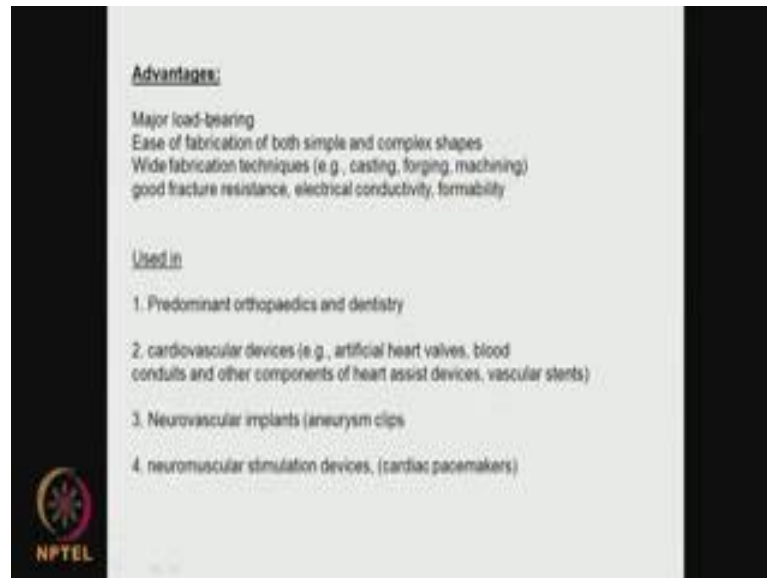 Advantages:
Major load-bearing
Ease of fabrication of both simple and complex shapes
Wide fabrication techniques (e.g., casting, forging, machining)
good fracture resistance, electrical conductivity, formability
Used in
1. Predominant orthopaedics and dentistry
2. cardiovascular devices (e.g., artificial heart valves, blood
conduits and other components of heart assist devices, vascular stents)
3. Neurovascular implants (aneurysm clips
4. neuromuscular stimulation devices, (cardiac pacemakers)
NPTEL